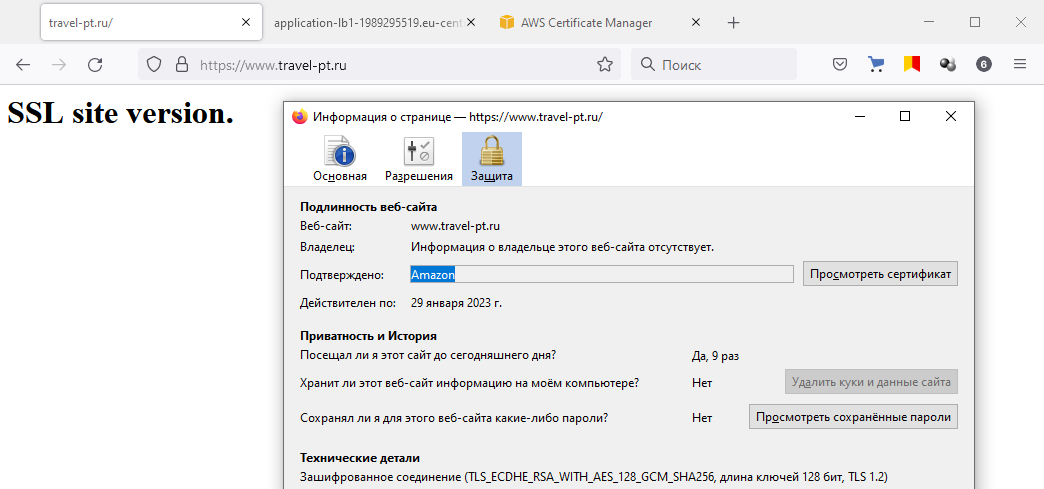 travel-pt.ru/
application-lb1-1989295519.eu-cent
AWS Certificate Manager
https://www.travel-pt.ru
Поиск
6
SSL site version.
Информация о странице — https://www.travel-pt.ru/
Основная
Разрешения
Защита
Подлинность веб-сайта
Веб-сайт: www.travel-pt.ru
Владелец: Информация о владельце этого веб-сайта отсутствует.
Подтверждено: Amazon Просмотреть сертификат
Действителен по: 29 января 2023 г.
Приватность и История
Посещал ли я этот сайт до сегодняшнего дня? Да, 9 раз
Хранит ли этот веб-сайт информацию на моём компьютере? Нет Удалить куки и данные сайта
Сохранял ли я для этого веб-сайта какие-либо пароли? Нет Просмотреть сохранённые пароли
Технические детали
Зашифрованное соединение (TLS_ECDHE_RSA_WITH_AES_128_GCM_SHA256, длина ключей 128 бит, TLS 1.2)